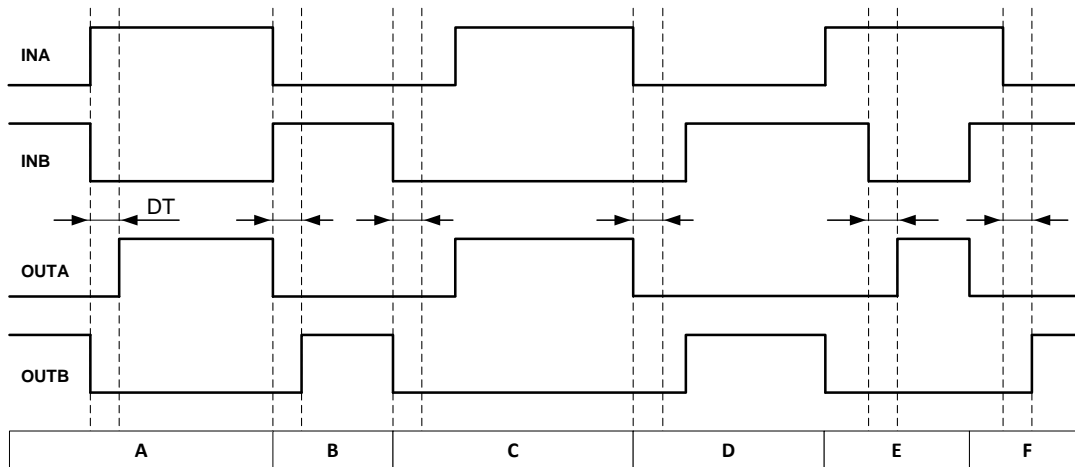 INA
INB
DT
OUTA
OUTB
A B C D E F